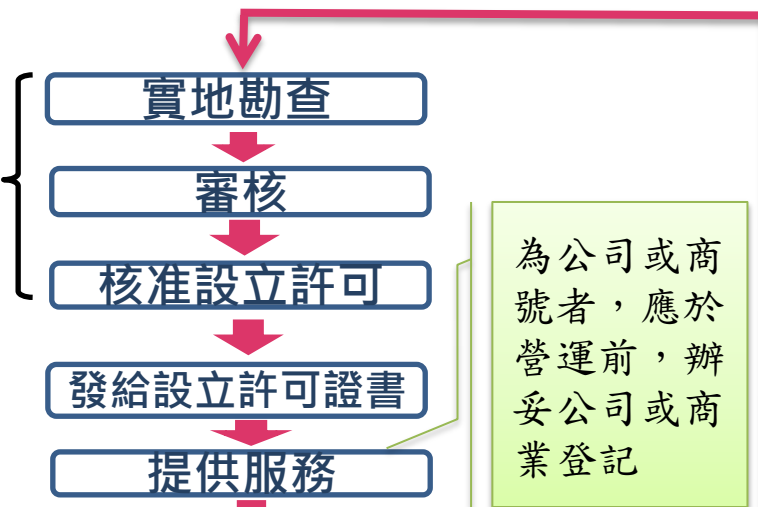 實地勘查
審核
核准設立許可
發給設立許可證書
提供服務
為公司或商
號者，應於
營運前，辦
妥公司或商
業登記